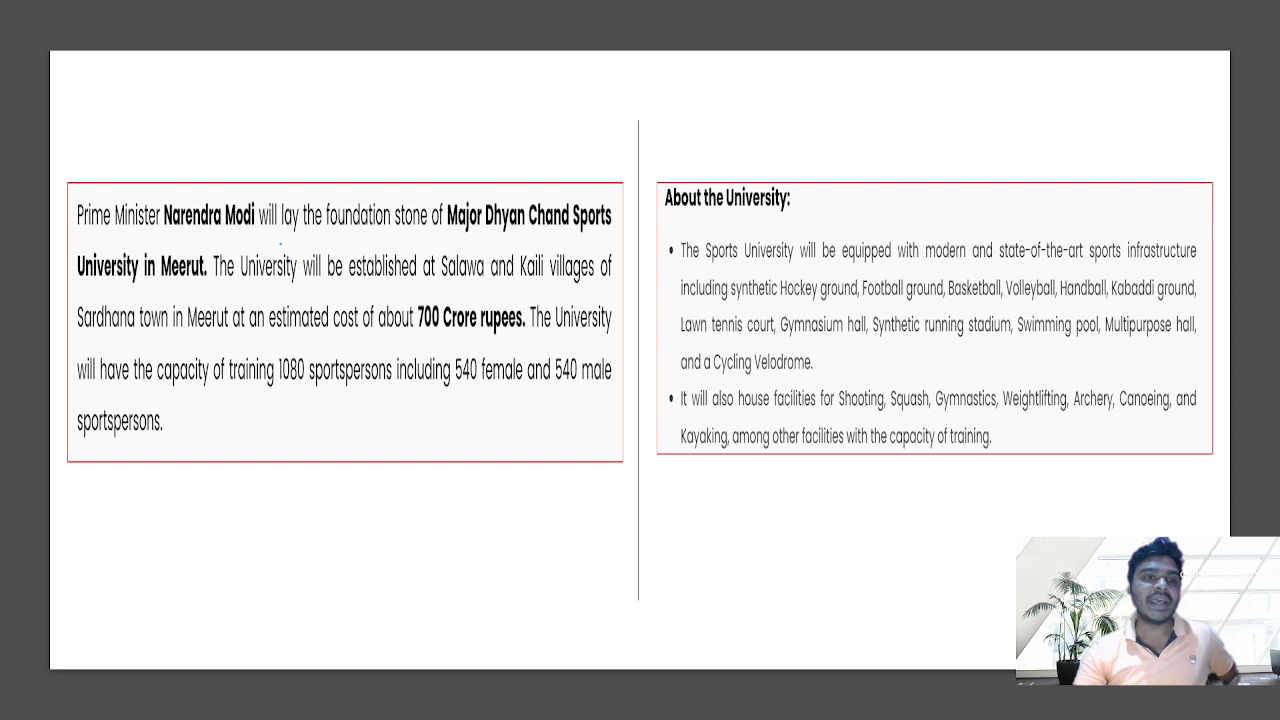 Prime Minister Narendra Modi will lay the foundation stone of Major Dhyan Chand Sports
University in Meerut. The University will be established at Salawa and Kaili villages of
Sardhana town in Meerut at an estimated cost of about 700 Crore rupees. The University
will have the capacity of training 1080 sportspersons including 540 female and 540 male
sportspersons.
About the University:
• The Sports University will be equipped with modern and state-of-the-art sports infrastructure
including synthetic Hockey ground, Football ground, Basketball, Volleyball, Handball, Kabaddi ground,
Lawn tennis court, Gymnasium hall, Synthetic running stadium, Swimming pool, Multipurpose hall,
and a Cycling Velodrome.
• It will also house facilities for Shooting, Squash, Gymnastics, Weightlifting, Archery, Canoeing, and
Kayaking, among other facilities with the capacity of training.